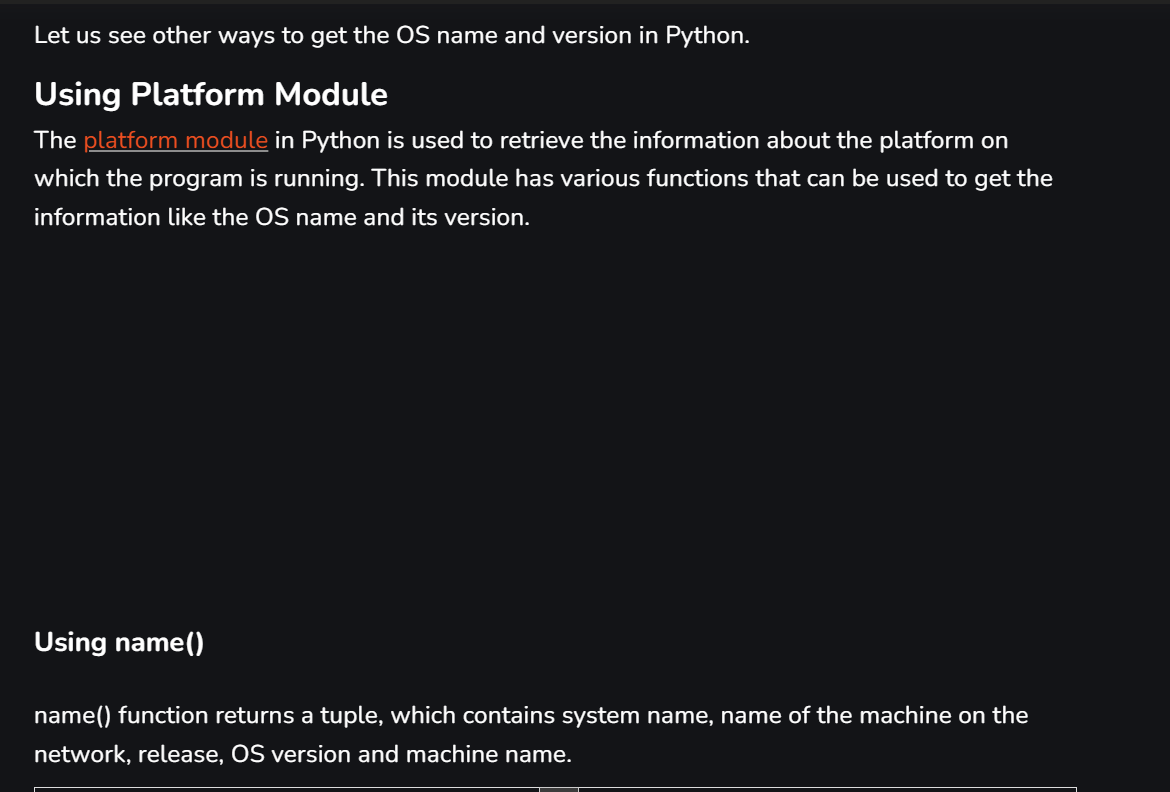 Let us see other ways to get the OS name and version in Python.
Using Platform Module
The platform module in Python is used to retrieve the information about the platform on
which the program is running. This module has various functions that can be used to get the
information like the OS name and its version.
Using name()
name() function returns a tuple, which contains system name, name of the machine on the
network, release, OS version and machine name.